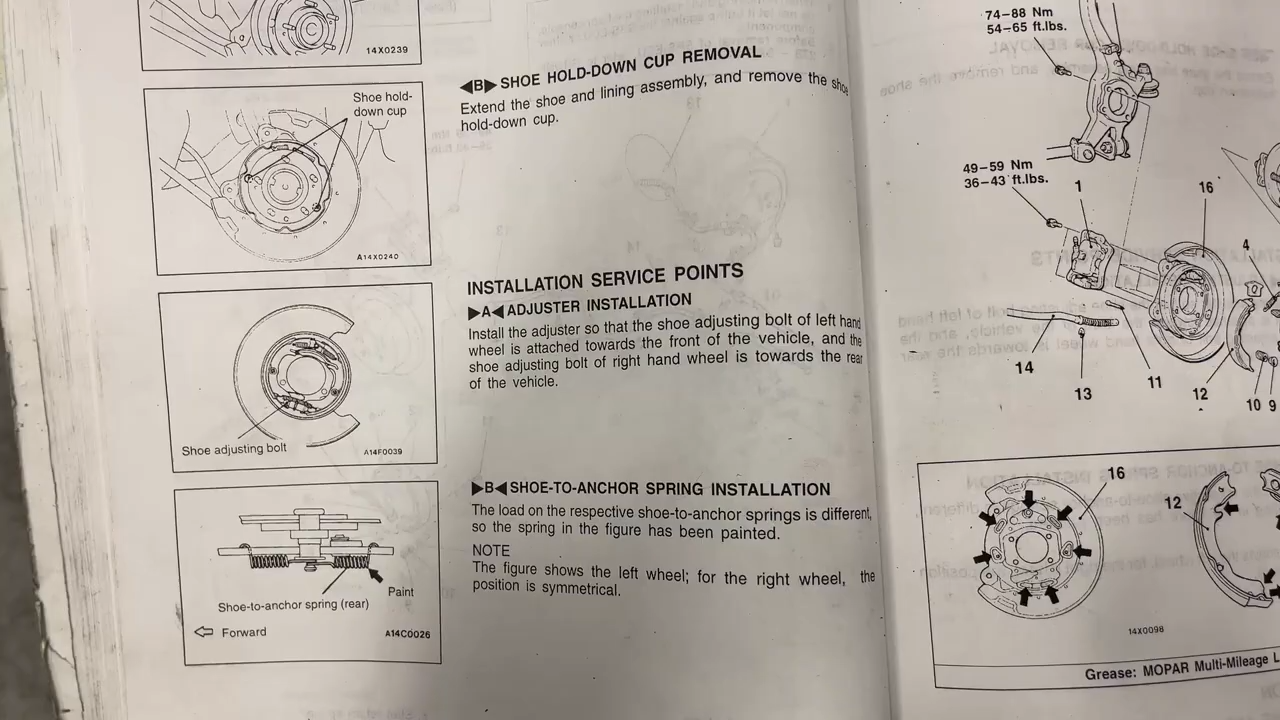 14X0239
◀B▶ SHOE HOLD-DOWN CUP REMOVAL
Extend the shoe and lining assembly, and remove the shoe
hold-down cup.
Shoe hold-
down cup
A14X0240
INSTALLATION SERVICE POINTS
▶A◀ ADJUSTER INSTALLATION
Install the adjuster so that the shoe adjusting bolt of left hand
wheel is attached towards the front of the vehicle, and the
shoe adjusting bolt of right hand wheel is towards the rear
of the vehicle.
Shoe adjusting bolt
A14F0039
▶B◀ SHOE-TO-ANCHOR SPRING INSTALLATION
The load on the respective shoe-to-anchor springs is different,
so the spring in the figure has been painted.
NOTE
The figure shows the left wheel; for the right wheel, the
position is symmetrical.
Paint
Shoe-to-anchor spring (rear)
Forward
A14C0026
74–88 Nm
54–65 ft.lbs.
49–59 Nm
36–43 ft.lbs.
1
16
4
14
13
11
12
10 9
16
12
14X0098
Grease: MOPAR Multi-Mileage